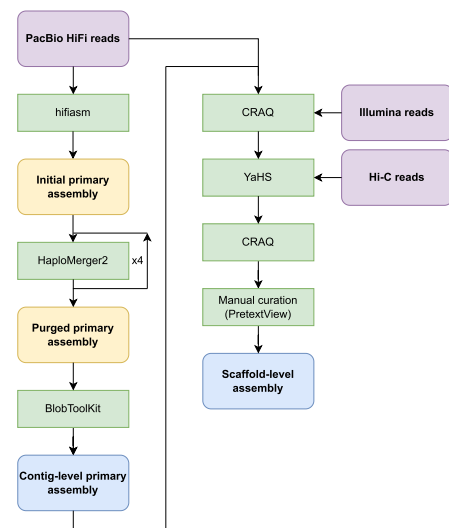 PacBio HiFi reads
hifiasm
Initial primary
assembly
HaploMerger2
x4
Purged primary
assembly
BlobToolKit
Contig-level primary
assembly
CRAQ
Illumina reads
YaHS
Hi-C reads
CRAQ
Manual curation
(PretextView)
Scaffold-level
assembly